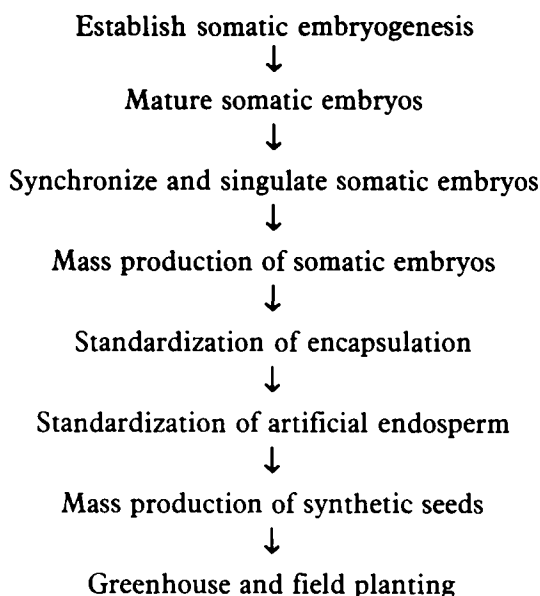 Establish somatic embryogenesis
↓
Mature somatic embryos
↓
Synchronize and singulate somatic embryos
↓
Mass production of somatic embryos
↓
Standardization of encapsulation
↓
Standardization of artificial endosperm
↓
Mass production of synthetic seeds
↓
Greenhouse and field planting